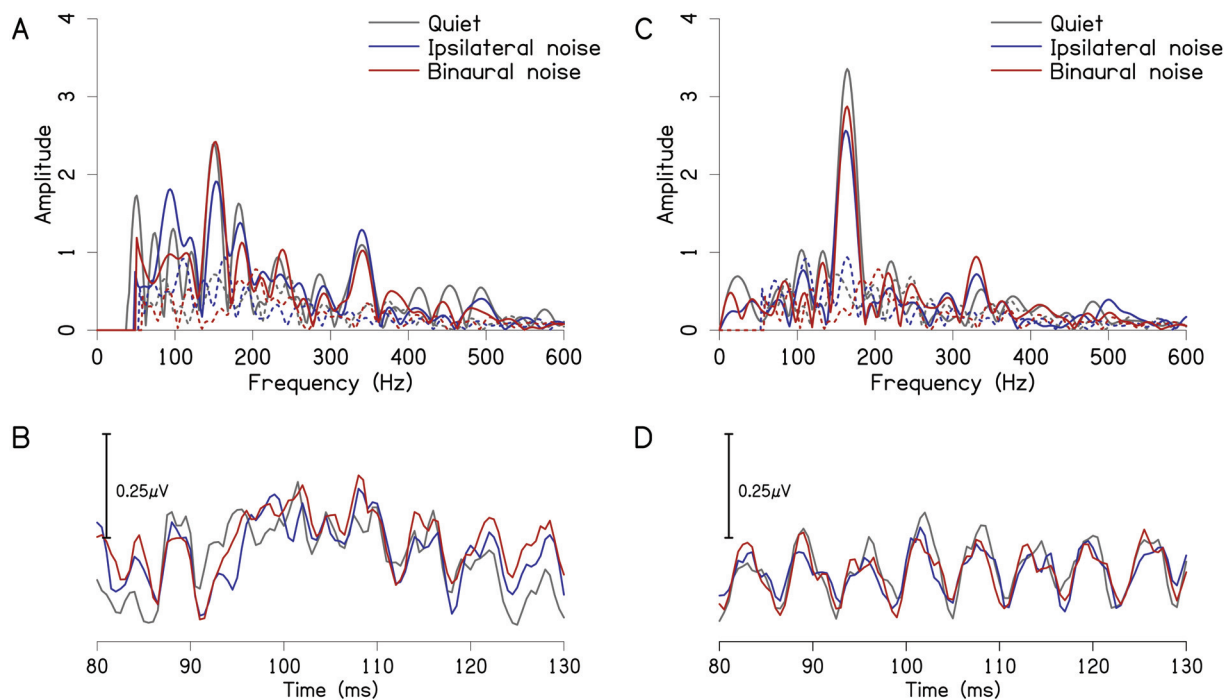 A
Amplitude
4
3
2
1
0
Quiet
Ipsilateral noise
Binaural noise
0 100 200 300 400 500 600
Frequency (Hz)
C
Amplitude
4
3
2
1
0
Quiet
Ipsilateral noise
Binaural noise
0 100 200 300 400 500 600
Frequency (Hz)
B
0.25μV
80 90 100 110 120 130
Time (ms)
D
0.25μV
80 90 100 110 120 130
Time (ms)